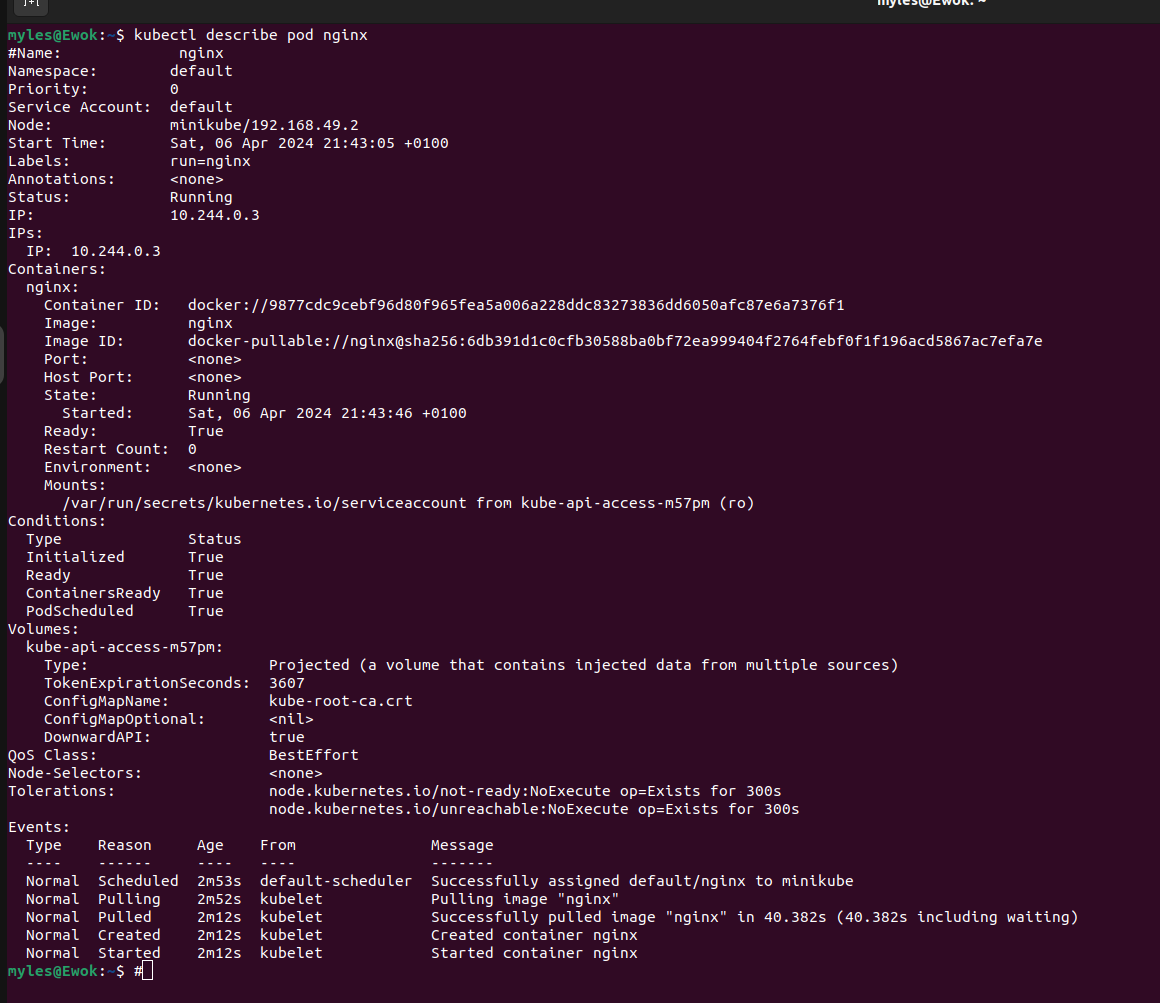 myles@Ewok: ~
myles@Ewok:~$ kubectl describe pod nginx
#Name:             nginx
Namespace:        default
Priority:         0
Service Account:  default
Node:             minikube/192.168.49.2
Start Time:       Sat, 06 Apr 2024 21:43:05 +0100
Labels:           run=nginx
Annotations:      <none>
Status:           Running
IP:               10.244.0.3
IPs:
  IP:  10.244.0.3
Containers:
  nginx:
    Container ID:   docker://9877cdc9cebf96d80f965fea5a006a228ddc83273836dd6050afc87e6a7376f1
    Image:          nginx
    Image ID:       docker-pullable://nginx@sha256:6db391d1c0cfb30588ba0bf72ea999404f2764febf0f1f196acd5867ac7efa7e
    Port:           <none>
    Host Port:      <none>
    State:          Running
      Started:      Sat, 06 Apr 2024 21:43:46 +0100
    Ready:          True
    Restart Count:  0
    Environment:    <none>
    Mounts:
      /var/run/secrets/kubernetes.io/serviceaccount from kube-api-access-m57pm (ro)
Conditions:
  Type              Status
  Initialized       True
  Ready             True
  ContainersReady   True
  PodScheduled      True
Volumes:
  kube-api-access-m57pm:
    Type:                    Projected (a volume that contains injected data from multiple sources)
    TokenExpirationSeconds:  3607
    ConfigMapName:           kube-root-ca.crt
    ConfigMapOptional:       <nil>
    DownwardAPI:             true
QoS Class:                   BestEffort
Node-Selectors:              <none>
Tolerations:                 node.kubernetes.io/not-ready:NoExecute op=Exists for 300s
                             node.kubernetes.io/unreachable:NoExecute op=Exists for 300s
Events:
  Type    Reason     Age    From               Message
  ----    ------     ----   ----               -------
  Normal  Scheduled  2m53s  default-scheduler  Successfully assigned default/nginx to minikube
  Normal  Pulling    2m52s  kubelet            Pulling image "nginx"
  Normal  Pulled     2m12s  kubelet            Successfully pulled image "nginx" in 40.382s (40.382s including waiting)
  Normal  Created    2m12s  kubelet            Created container nginx
  Normal  Started    2m12s  kubelet            Started container nginx
myles@Ewok:~$ #